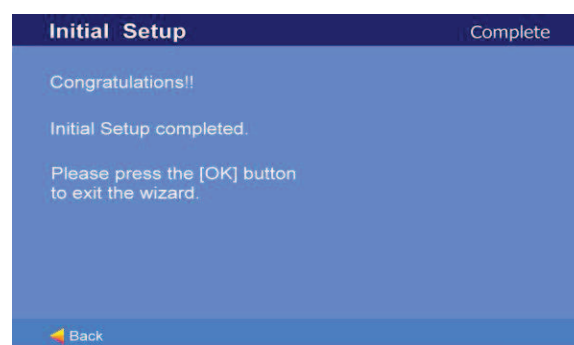 Initial Setup
Complete
Congratulations!!
Initial Setup completed.
Please press the [OK] button
to exit the wizard.
Back